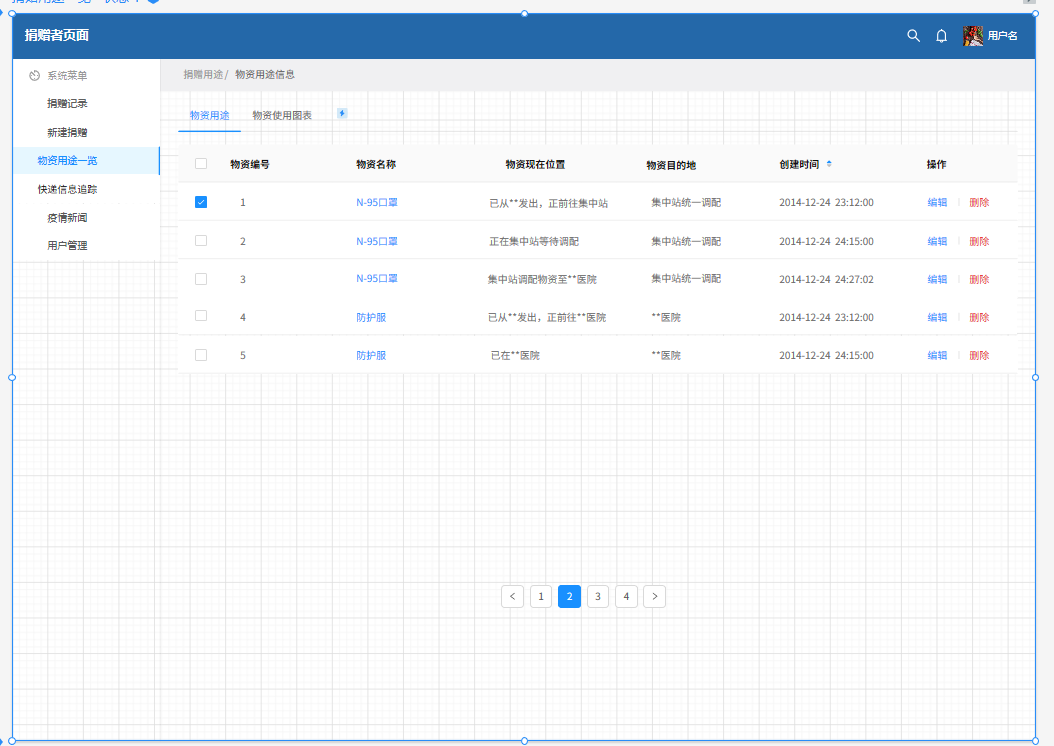 捐赠者页面
用户名
系统菜单
捐赠记录
新建捐赠
物资用途一览
快递信息追踪
疫情新闻
用户管理
捐赠用途/ 物资用途信息
物资用途 物资使用图表
物资编号 物资名称 物资现在位置 物资目的地 创建时间 操作
1 N-95口罩 已从**发出，正前往集中站 集中站统一调配 2014-12-24 23:12:00 编辑 删除
2 N-95口罩 正在集中站等待调配 集中站统一调配 2014-12-24 24:15:00 编辑 删除
3 N-95口罩 集中站调配物资至**医院 集中站统一调配 2014-12-24 24:27:02 编辑 删除
4 防护服 已从**发出，正前往**医院 **医院 2014-12-24 23:12:00 编辑 删除
5 防护服 已在**医院 **医院 2014-12-24 24:15:00 编辑 删除
< 1 2 3 4 >